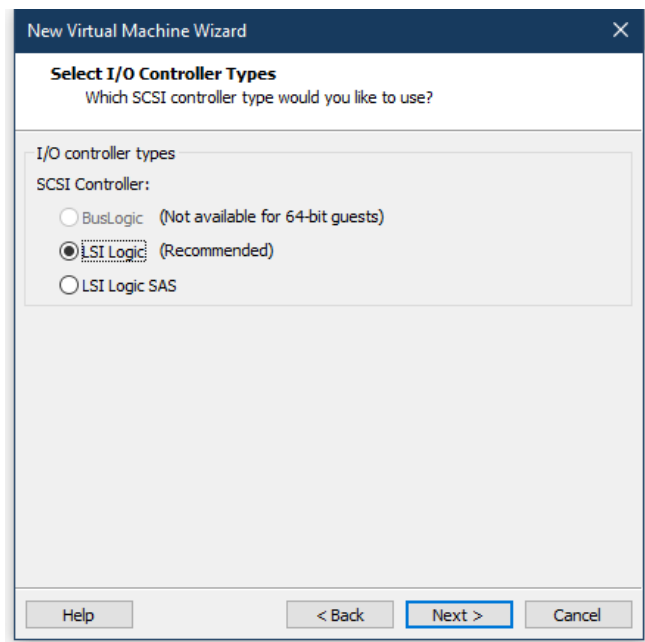 New Virtual Machine Wizard
Select I/O Controller Types
Which SCSI controller type would you like to use?
I/O controller types
SCSI Controller:
BusLogic (Not available for 64-bit guests)
LSI Logic (Recommended)
LSI Logic SAS
Help < Back Next > Cancel